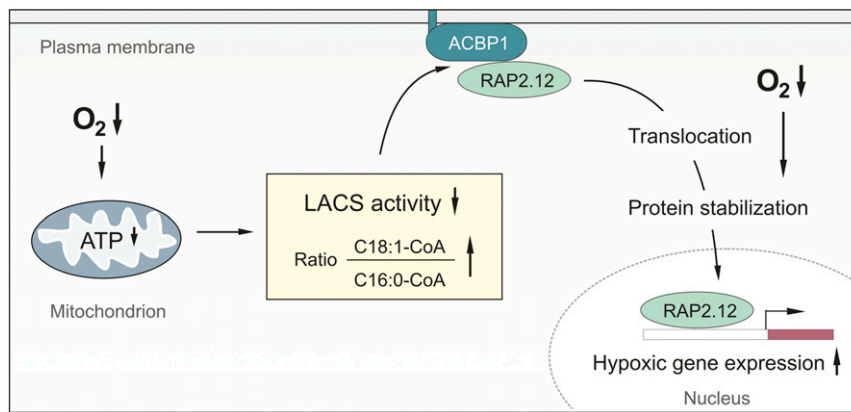 Plasma membrane
ACBP1
RAP2.12
O₂
O₂
Translocation
LACS activity
Protein stabilization
ATP
Ratio C18:1-CoA
C16:0-CoA
Mitochondrion
RAP2.12
Hypoxic gene expression
Nucleus